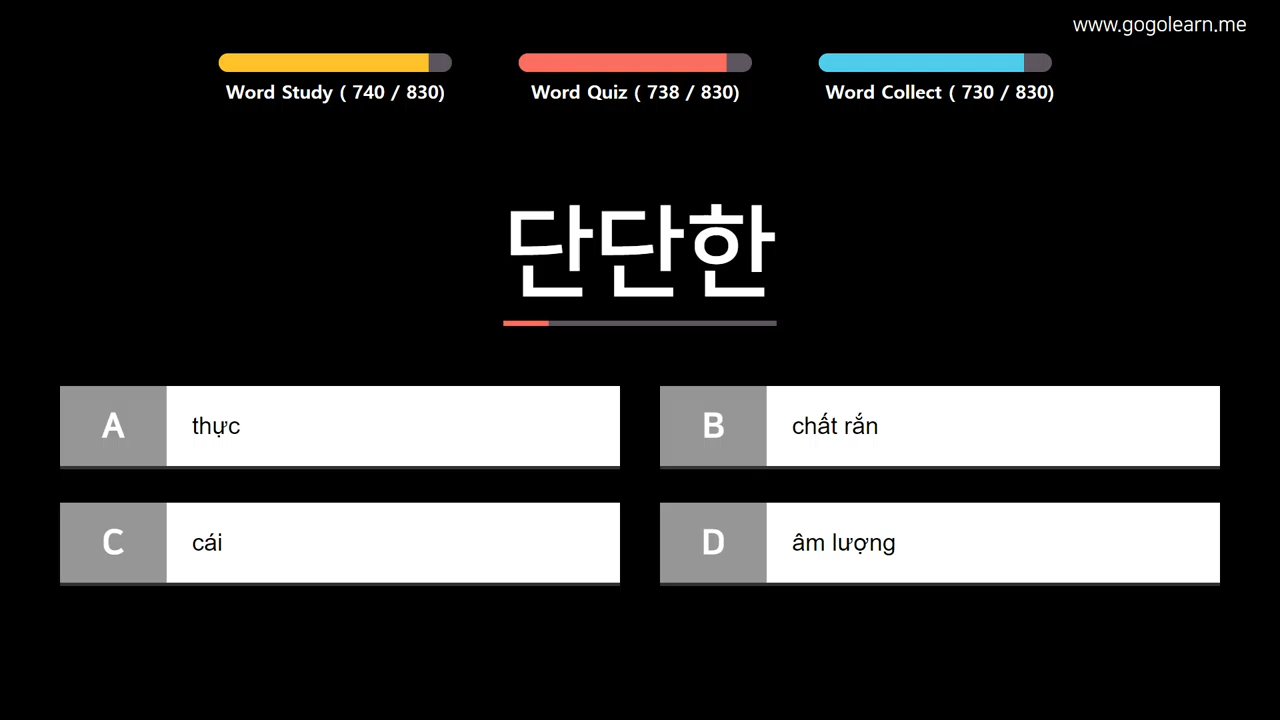 www.gogolearn.me
Word Study ( 740 / 830)
Word Quiz ( 738 / 830)
Word Collect ( 730 / 830)
단단한
A
thực
B
chất rắn
C
cái
D
âm lượng